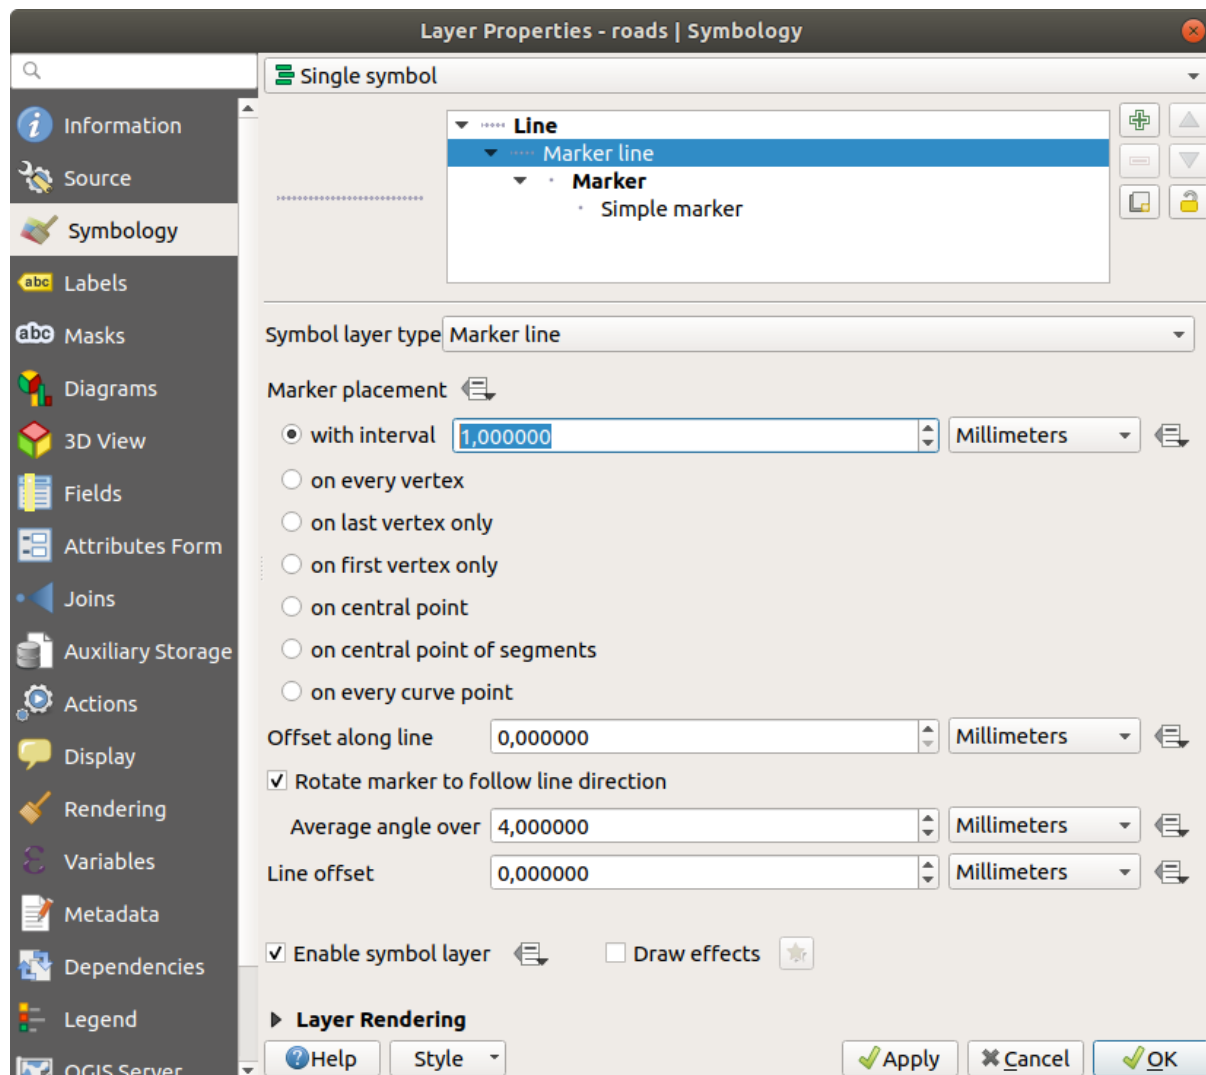 Layer Properties - roads | Symbology
Single symbol
Information
Source
Symbology
Labels
Masks
Diagrams
3D View
Fields
Attributes Form
Joins
Auxiliary Storage
Actions
Display
Rendering
Variables
Metadata
Dependencies
Legend
QGIS Server
Line
Marker line
Marker
Simple marker
Symbol layer type Marker line
Marker placement
with interval 1,000000 Millimeters
on every vertex
on last vertex only
on first vertex only
on central point
on central point of segments
on every curve point
Offset along line 0,000000 Millimeters
Rotate marker to follow line direction
Average angle over 4,000000 Millimeters
Line offset 0,000000 Millimeters
Enable symbol layer Draw effects
Layer Rendering
Help Style Apply Cancel OK